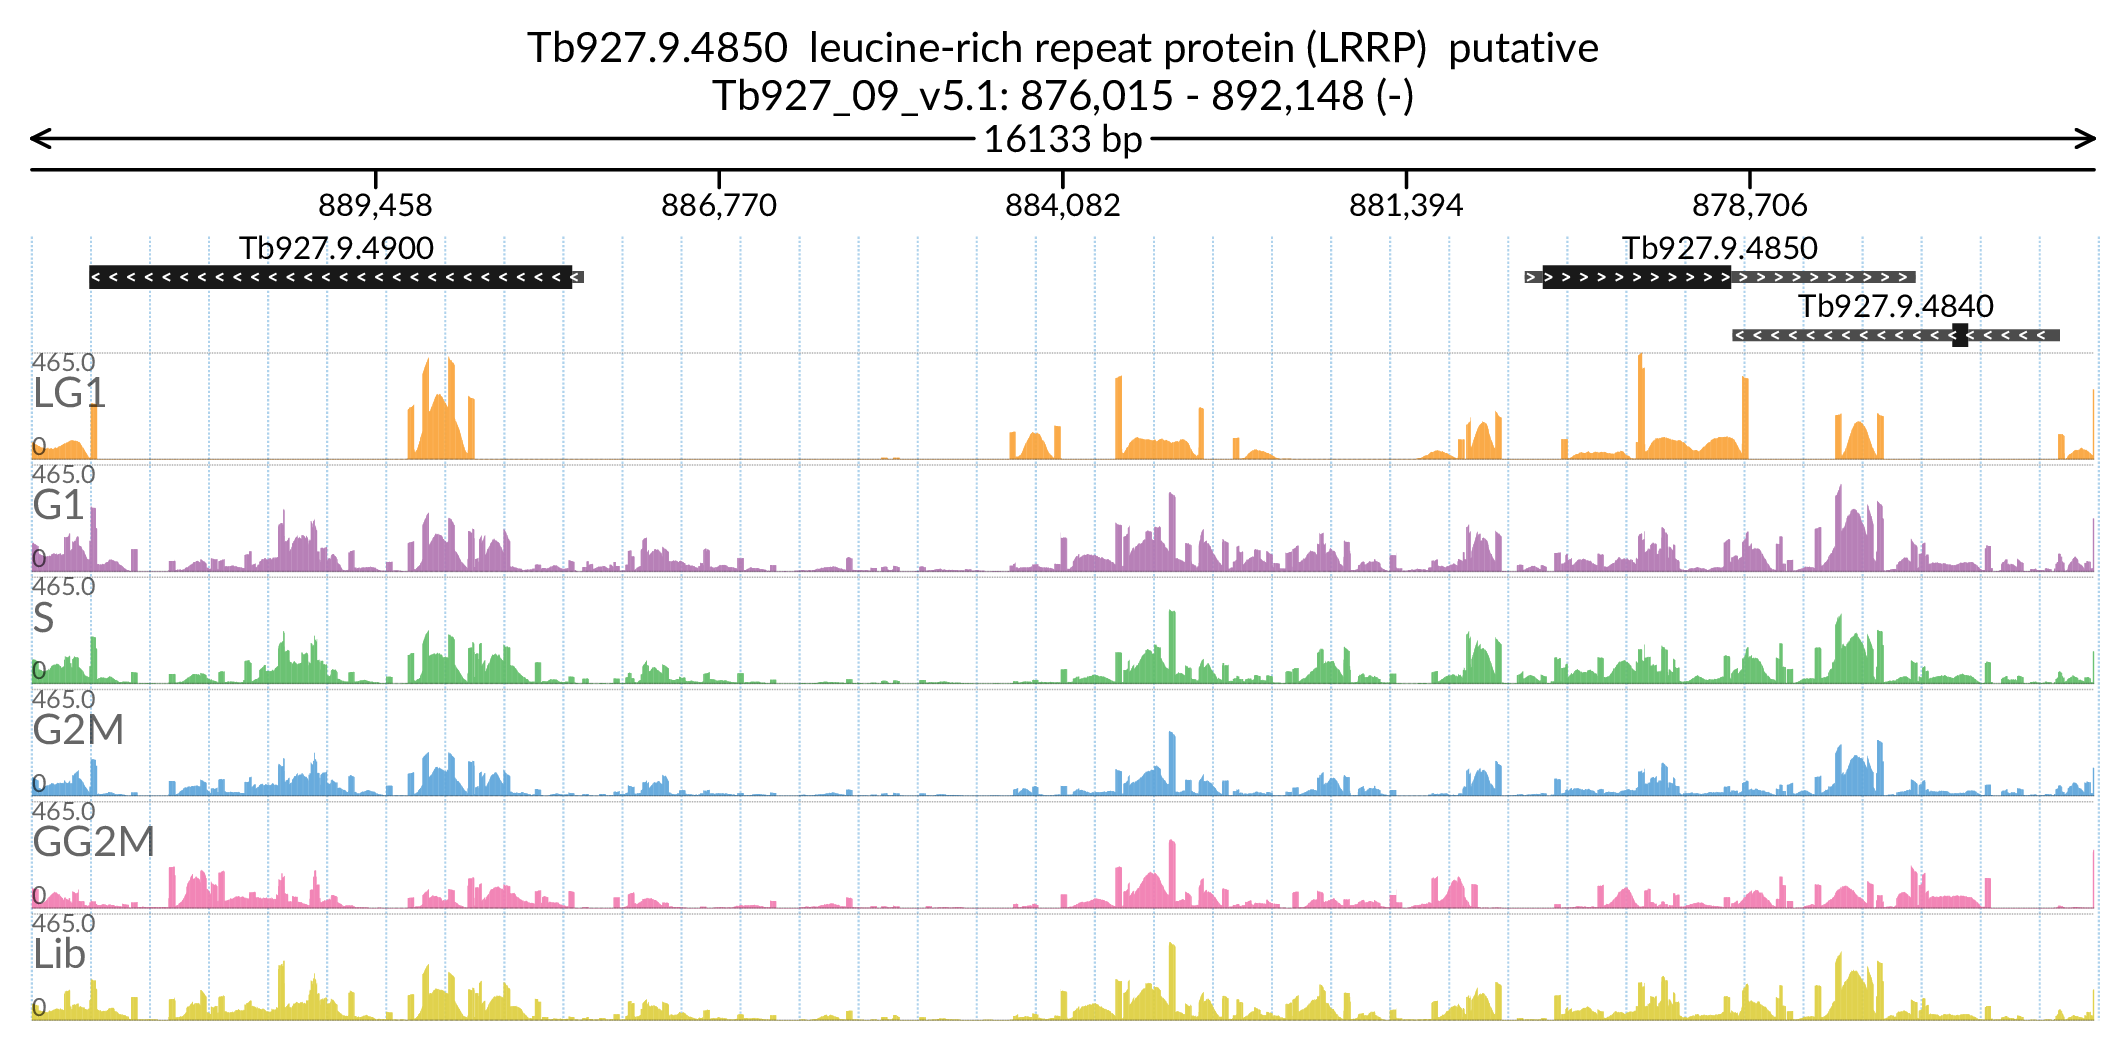 Tb927.9.4850 leucine-rich repeat protein (LRRP) putative
Tb927_09_v5.1: 876,015 - 892,148 (-)
16133 bp
889,458 886,770 884,082 881,394 878,706
Tb927.9.4900 Tb927.9.4850
Tb927.9.4840
465.0
LG1
0
465.0
G1
0
465.0
S
0
465.0
G2M
0
465.0
GG2M
0
465.0
Lib
0